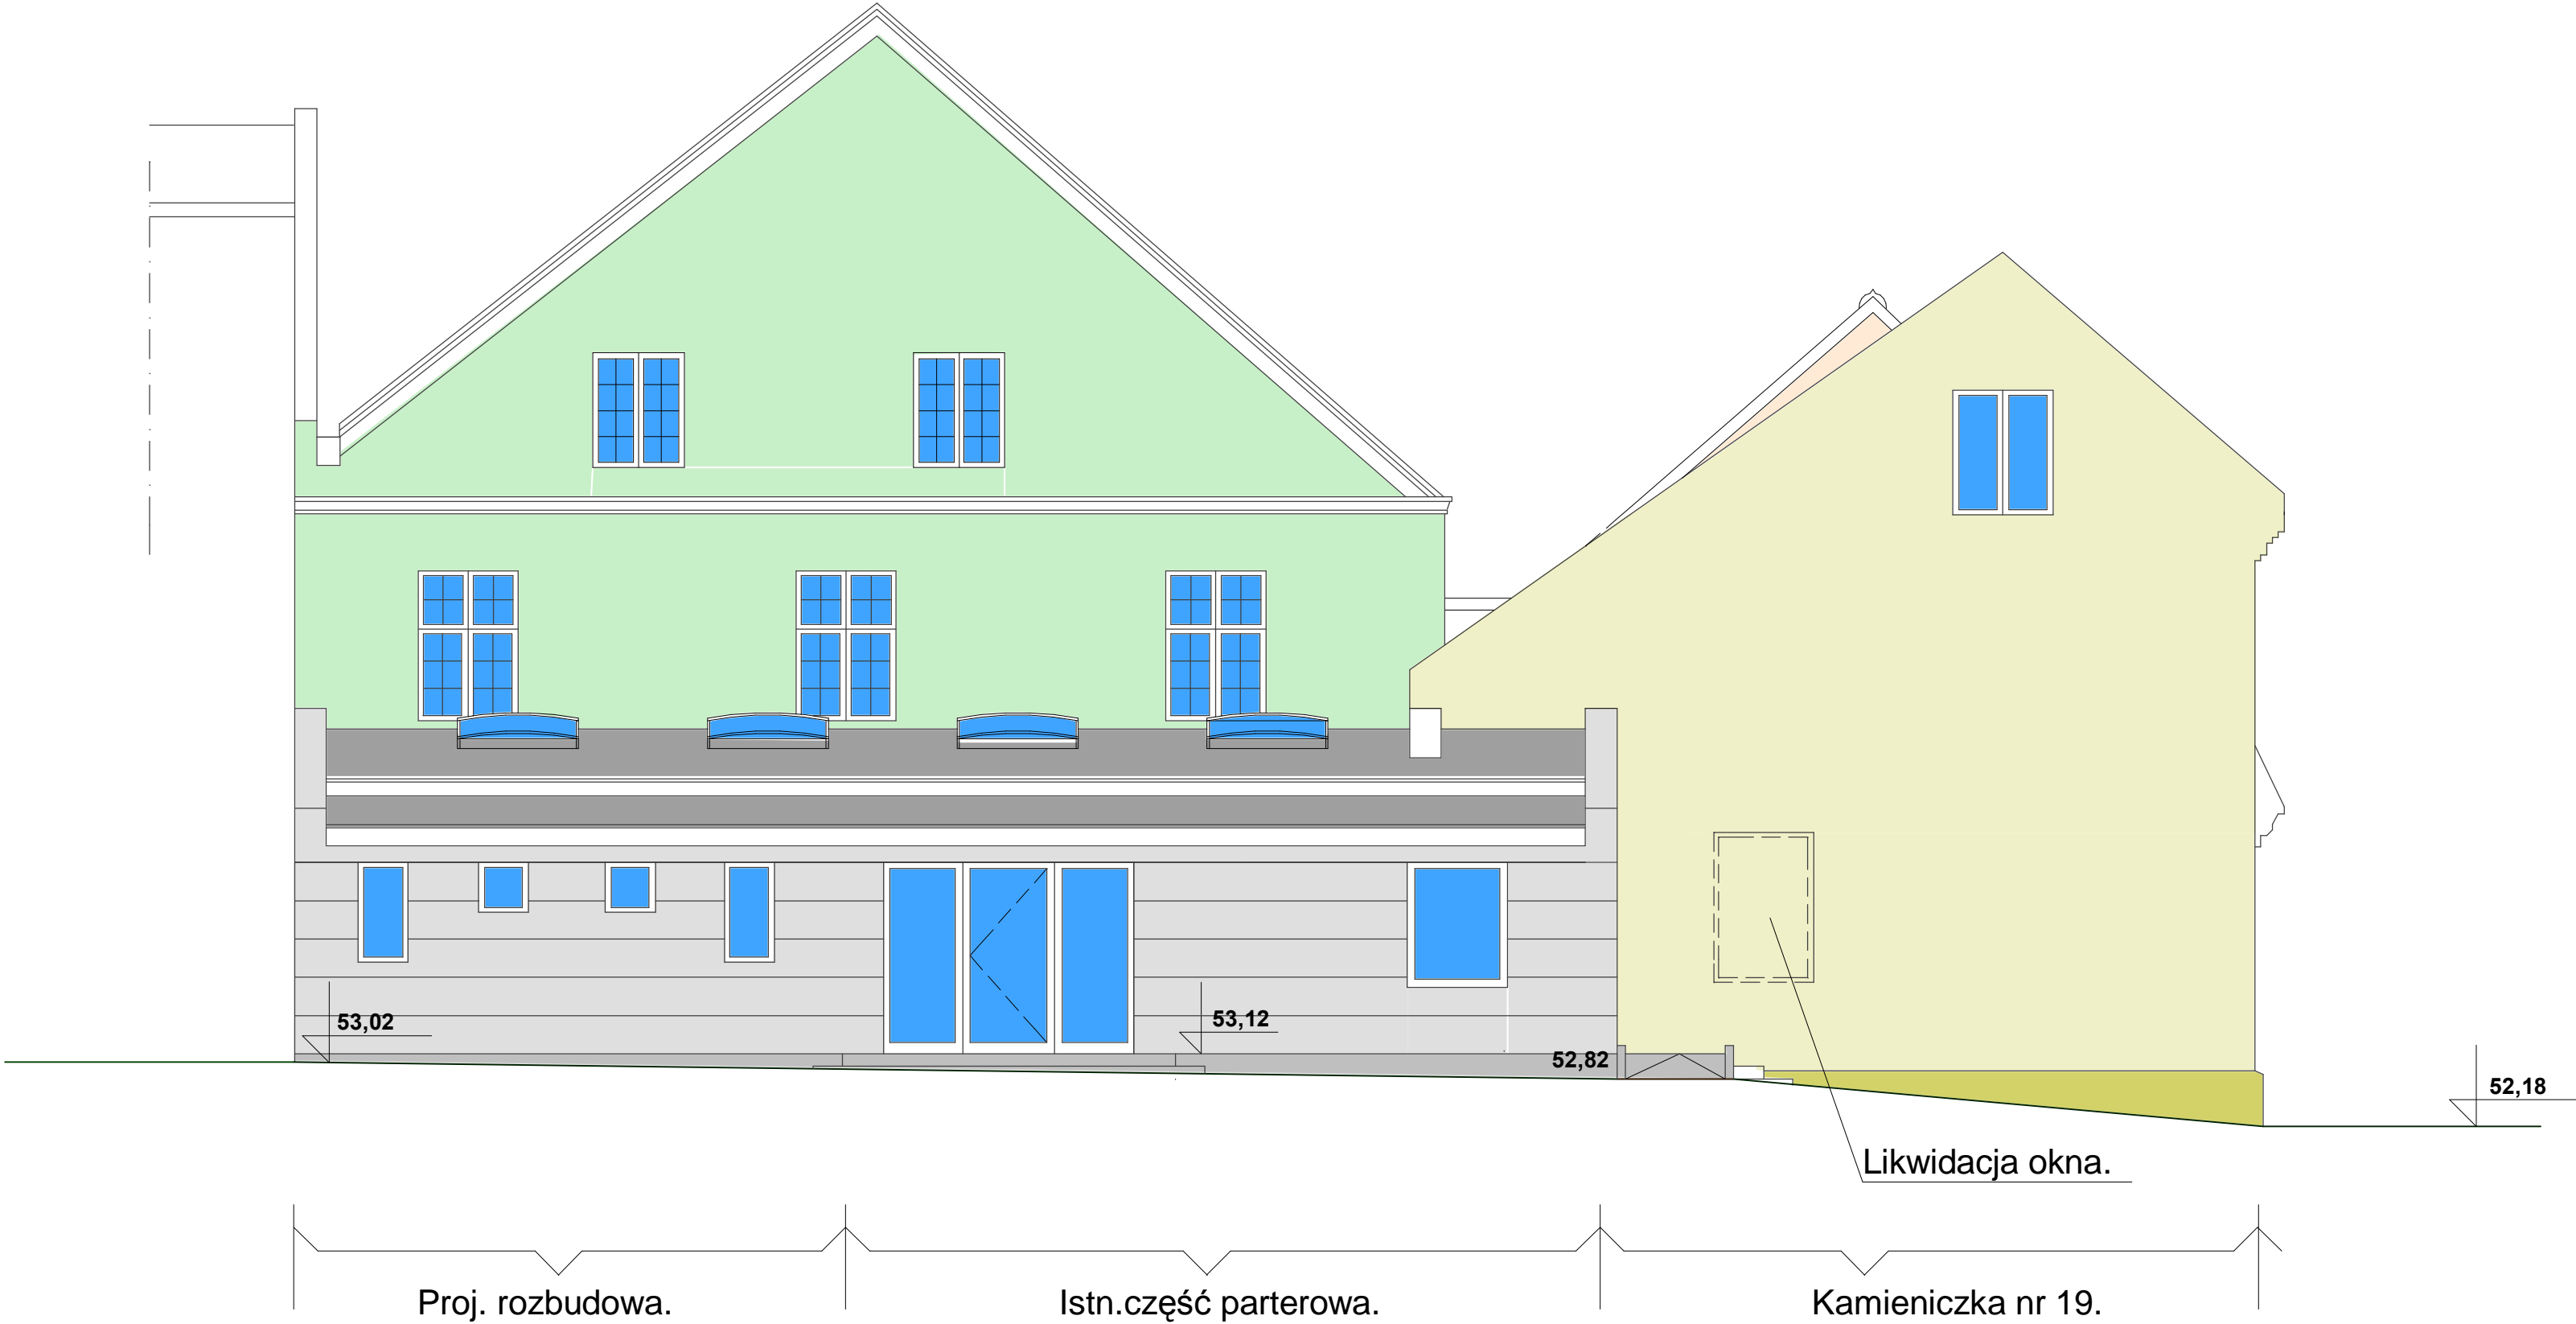 53,02
53,12
52,82
52,18
Likwidacja okna.
Proj. rozbudowa.
Istn.część parterowa.
Kamieniczka nr 19.